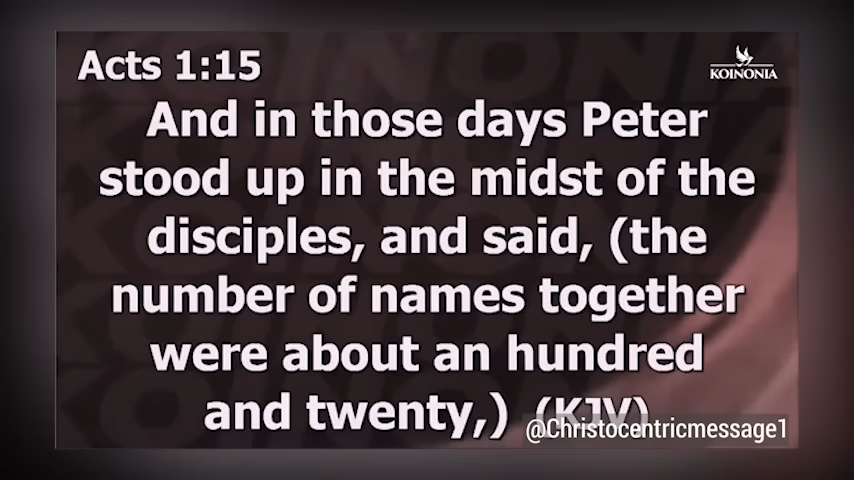 Acts 1:15
KOINONIA
And in those days Peter
stood up in the midst of the
disciples, and said, (the
number of names together
were about an hundred
and twenty,) (KJV)
@Christocentricmessage1